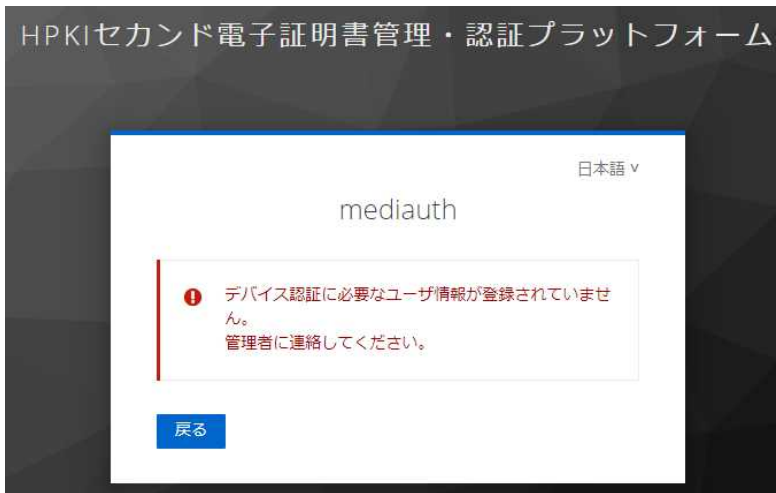 HPKIセカンド電子証明書管理・認証プラットフォーム
日本語 ˅
mediauth
デバイス認証に必要なユーザ情報が登録されていませ
ん。
管理者に連絡してください。
戻る